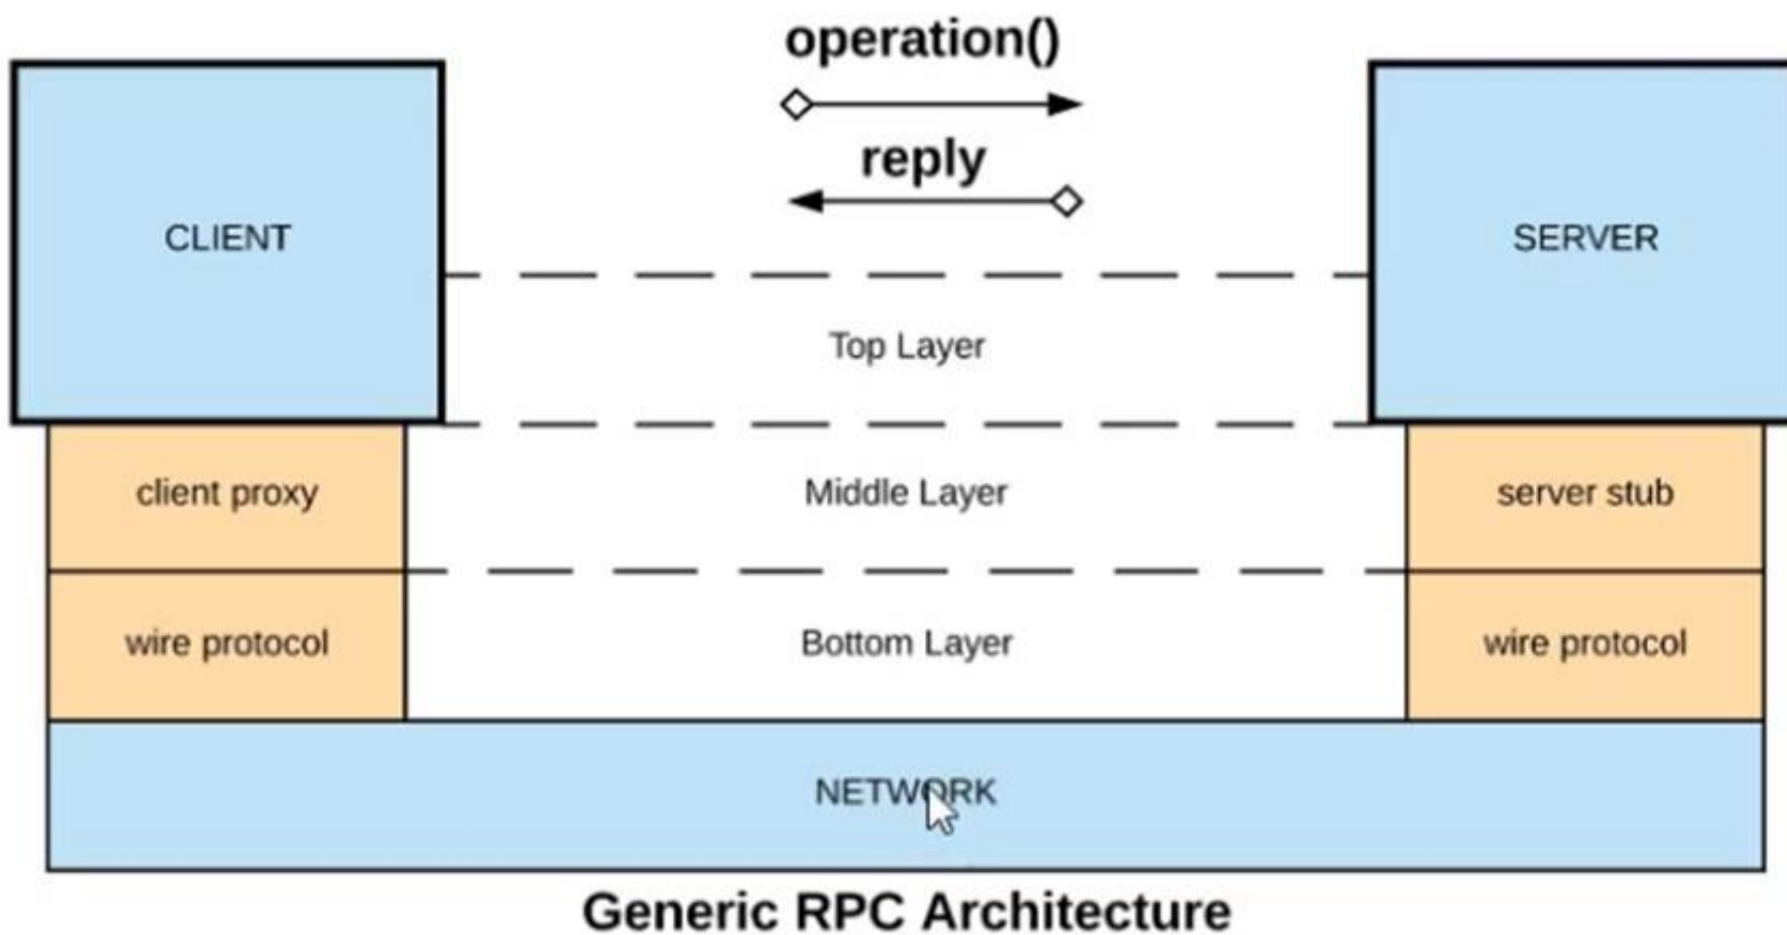 operation()
reply
CLIENT
SERVER
Top Layer
client proxy
Middle Layer
server stub
wire protocol
Bottom Layer
wire protocol
NETWORK
Generic RPC Architecture